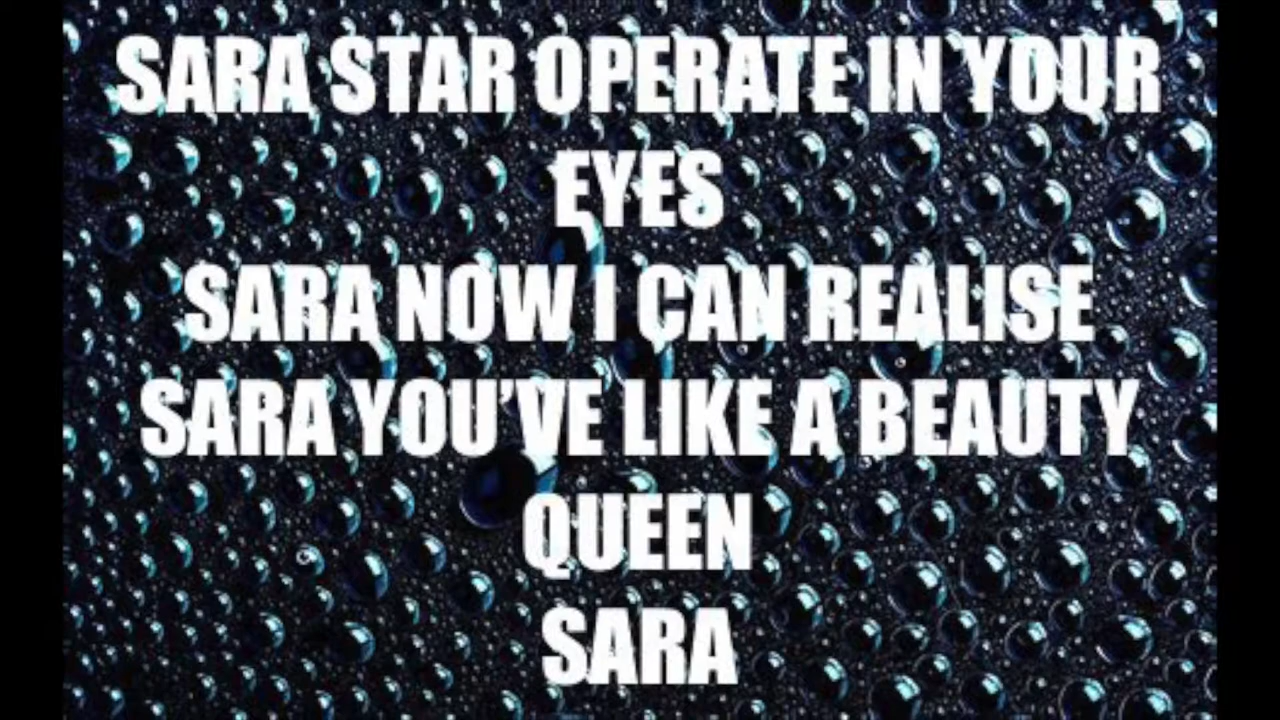 SARA STAR OPERATE IN YOUR
EYES
SARA NOW I CAN REALISE
SARA YOU'VE LIKE A BEAUTY
QUEEN
SARA